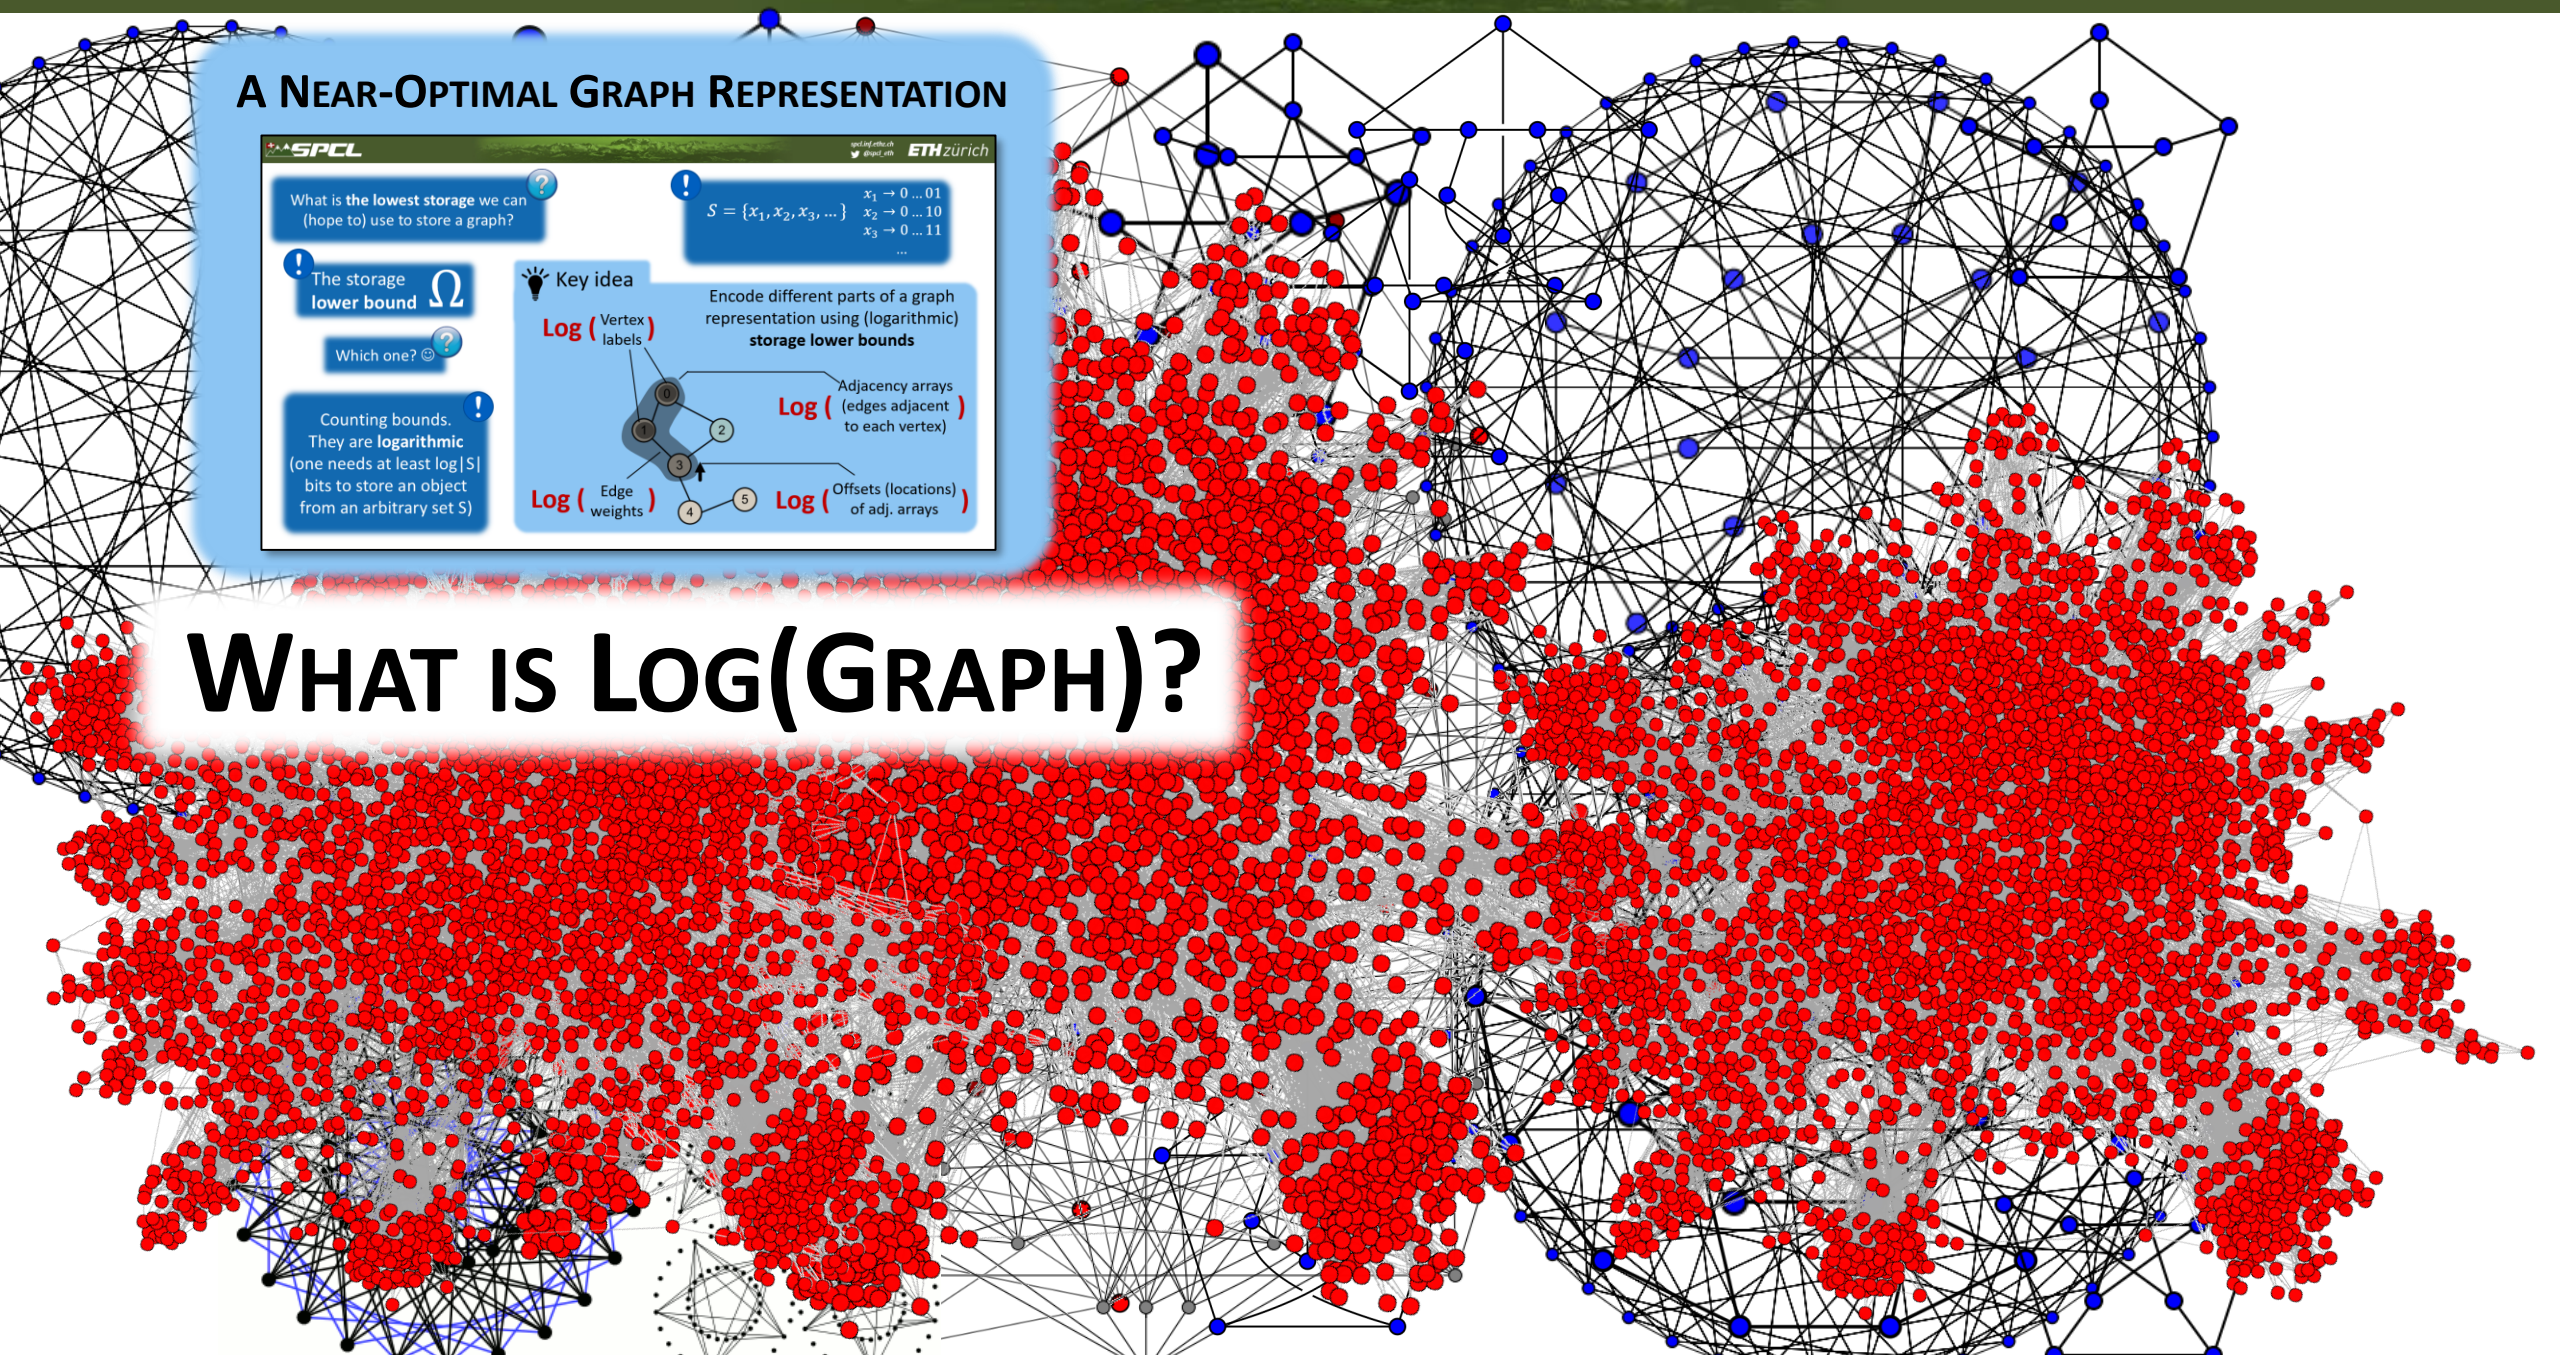 A NEAR-OPTIMAL GRAPH REPRESENTATION
SPCL
spcl.inf.ethz.ch
@spcl_eth
ETH zürich
What is the lowest storage we can
(hope to) use to store a graph?
?
!
S = {x₁, x₂, x₃, ... }
x₁ → 0 ... 01
x₂ → 0 ... 10
x₃ → 0 ... 11
...
!
The storage
lower bound
Ω
Which one? ☺
?
!
Counting bounds.
They are logarithmic
(one needs at least log|S|
bits to store an object
from an arbitrary set S)
Key idea
Encode different parts of a graph
representation using (logarithmic)
storage lower bounds
Log ( Vertex
labels )
0
1
2
3
4
5
Log ( Adjacency arrays
(edges adjacent
to each vertex) )
Log ( Edge
weights )
Log ( Offsets (locations)
of adj. arrays )
WHAT IS LOG(GRAPH)?